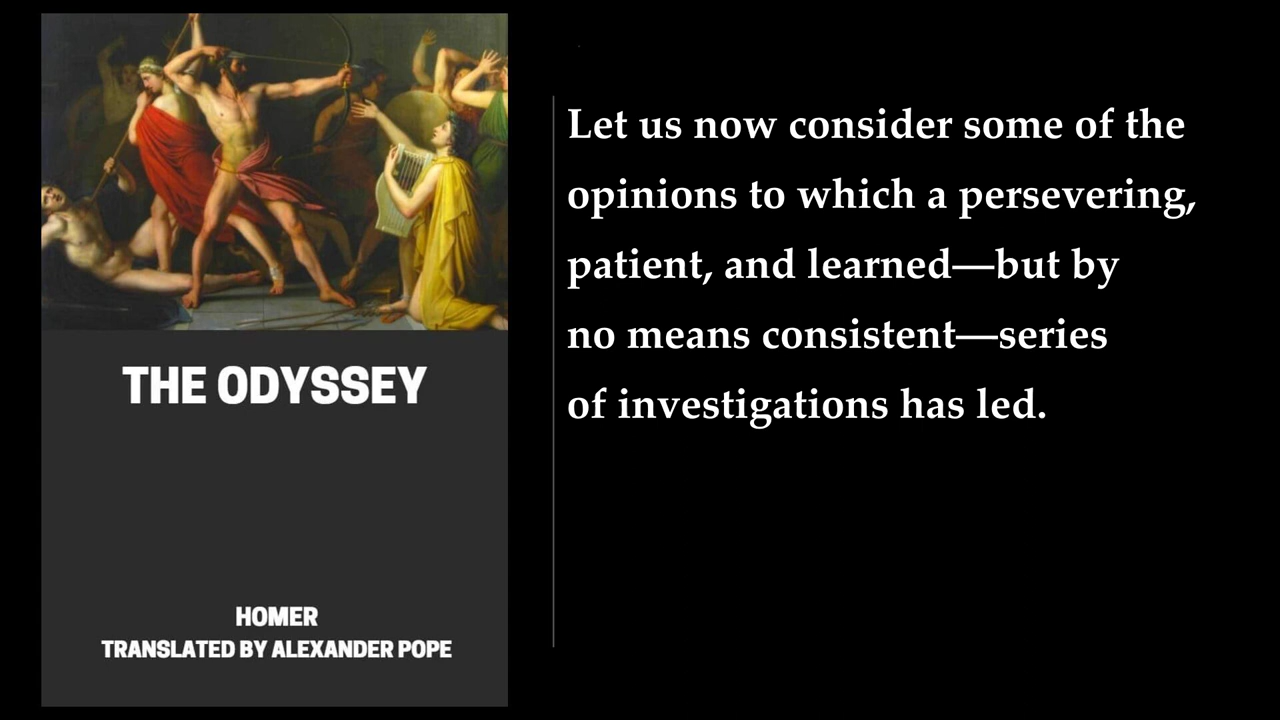 THE ODYSSEY
HOMER
TRANSLATED BY ALEXANDER POPE
Let us now consider some of the
opinions to which a persevering,
patient, and learned—but by
no means consistent—series
of investigations has led.